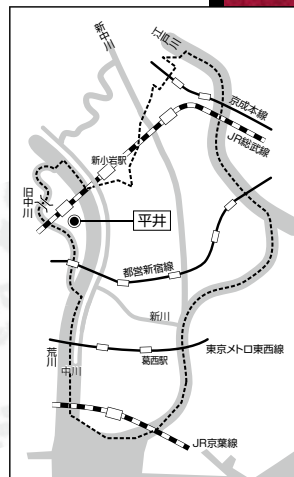 新中川
江戸川
京成本線
JR総武線
新小岩駅
旧中川
平井
都営新宿線
新川
東京メトロ東西線
荒川
中川
葛西駅
JR京葉線